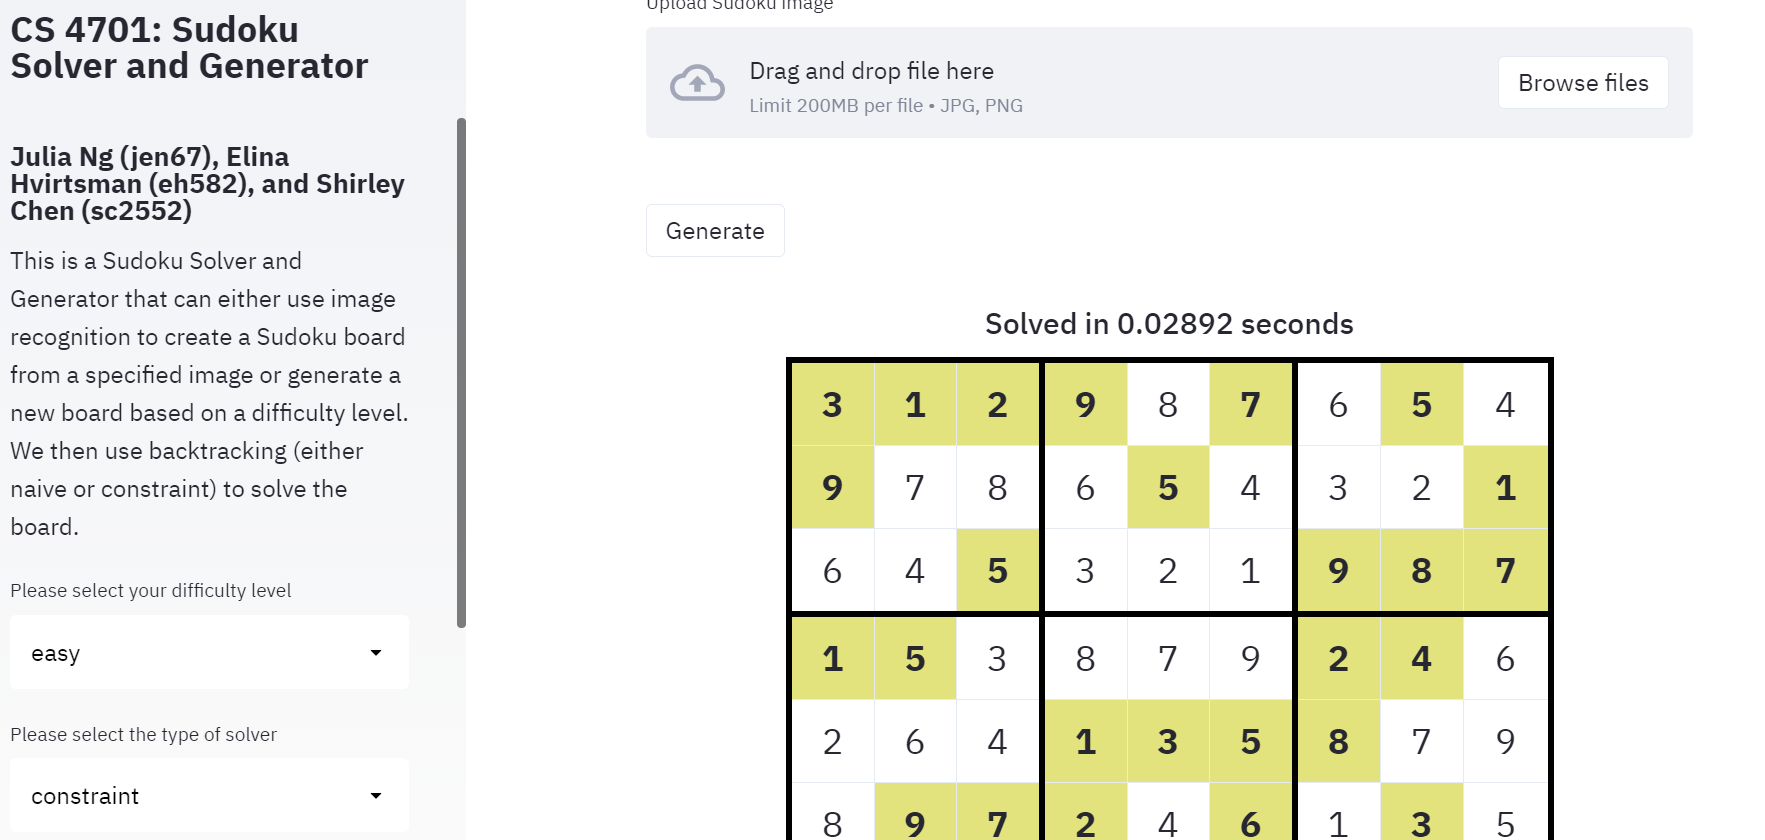 CS 4701: Sudoku
Solver and Generator
Julia Ng (jen67), Elina
Hvirtsman (eh582), and Shirley
Chen (sc2552)
This is a Sudoku Solver and
Generator that can either use image
recognition to create a Sudoku board
from a specified image or generate a
new board based on a difficulty level.
We then use backtracking (either
naive or constraint) to solve the
board.
Please select your difficulty level
easy
Please select the type of solver
constraint
Upload Sudoku image
Drag and drop file here
Limit 200MB per file • JPG, PNG
Browse files
Generate
Solved in 0.02892 seconds
3 1 2 9 8 7 6 5 4
9 7 8 6 5 4 3 2 1
6 4 5 3 2 1 9 8 7
1 5 3 8 7 9 2 4 6
2 6 4 1 3 5 8 7 9
8 9 7 2 4 6 1 3 5